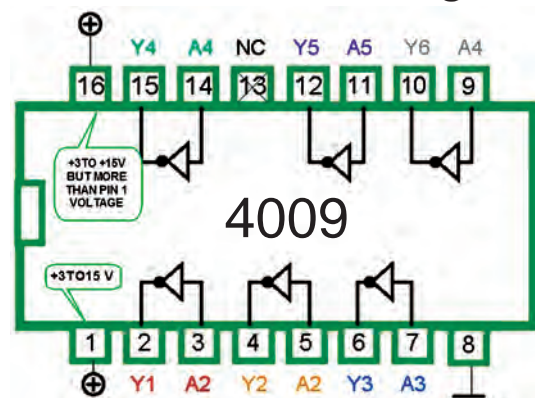 Y4 A4 NC Y5 A5 Y6 A4
16 15 14 13 12 11 10 9
+3TO +15V
BUT MORE
THAN PIN 1
VOLTAGE
4009
+3TO15 V
1 2 3 4 5 6 7 8
Y1 A2 Y2 A2 Y3 A3